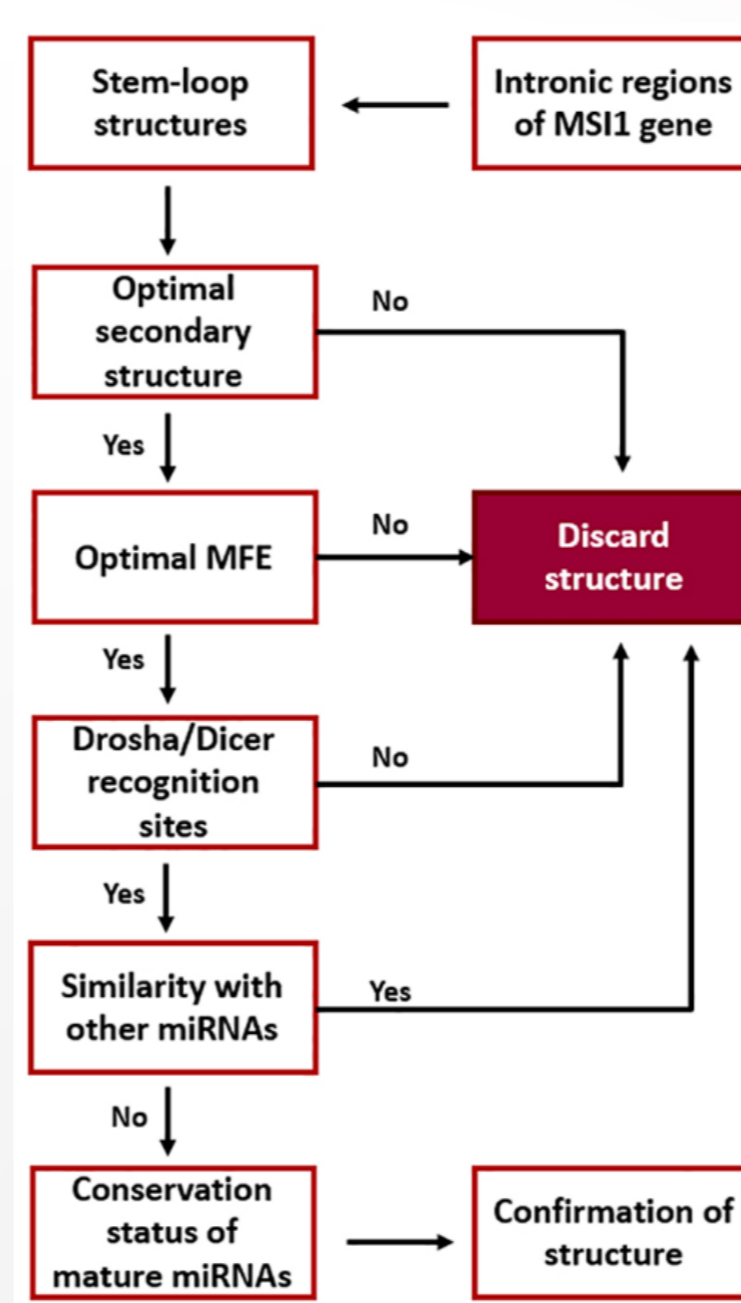 Stem-loop
structures
Intronic regions
of MSI1 gene
Optimal
secondary
structure
No
Yes
Optimal MFE
No
Discard
structure
Yes
Drosha/Dicer
recognition
sites
No
Yes
Similarity with
other miRNAs
Yes
No
Conservation
status of
mature miRNAs
Confirmation of
structure